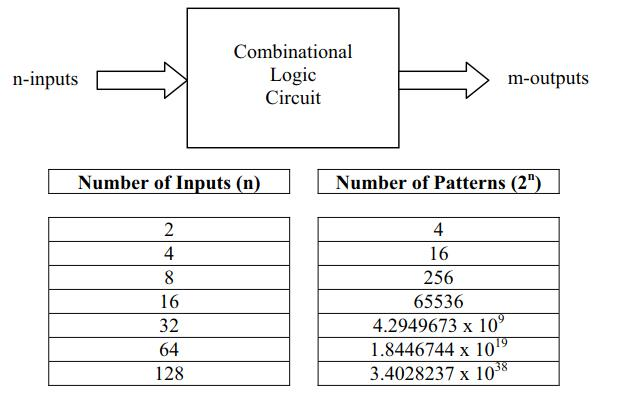 Combinational
Logic
Circuit
n-inputs
m-outputs
Number of Inputs (n) Number of Patterns (2ⁿ)
2 4
4 16
8 256
16 65536
32 4.2949673 x 10⁹
64 1.8446744 x 10¹⁹
128 3.4028237 x 10³⁸